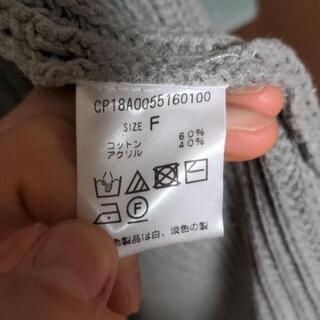 CP18A0055160100
SIZE F
コットン 60%
アクリル 40%
製品は白、淡色の製